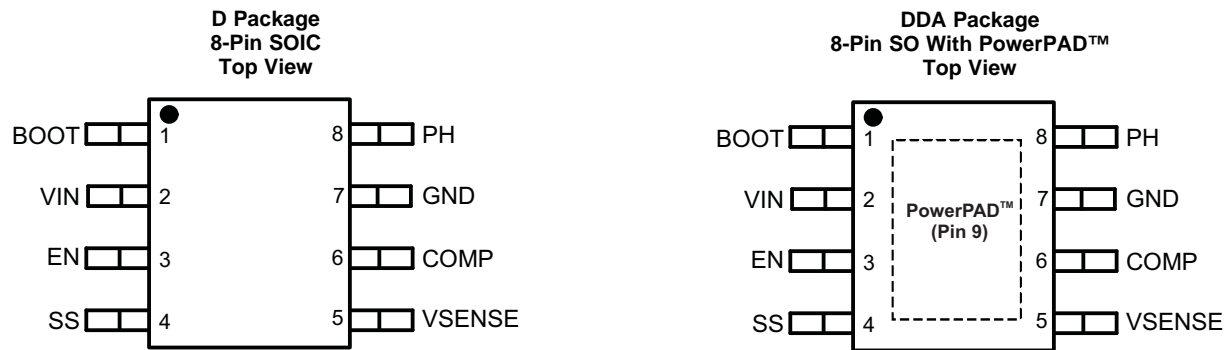 D Package
8-Pin SOIC
Top View
BOOT 1 8 PH
VIN 2 7 GND
EN 3 6 COMP
SS 4 5 VSENSE
DDA Package
8-Pin SO With PowerPAD™
Top View
BOOT 1 8 PH
VIN 2 PowerPAD™ 7 GND
(Pin 9)
EN 3 6 COMP
SS 4 5 VSENSE